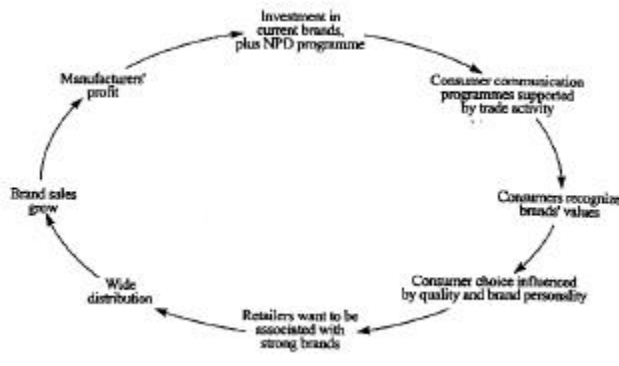 Investment in
current brands,
plus NPD programme
Consumer communication
programmes supported
by trade activity
Consumers recognize
brands' values
Consumer choice influenced
by quality and brand personality
Retailers want to be
associated with
strong brands
Wide
distribution
Brand sales
grow
Manufacturers'
profit